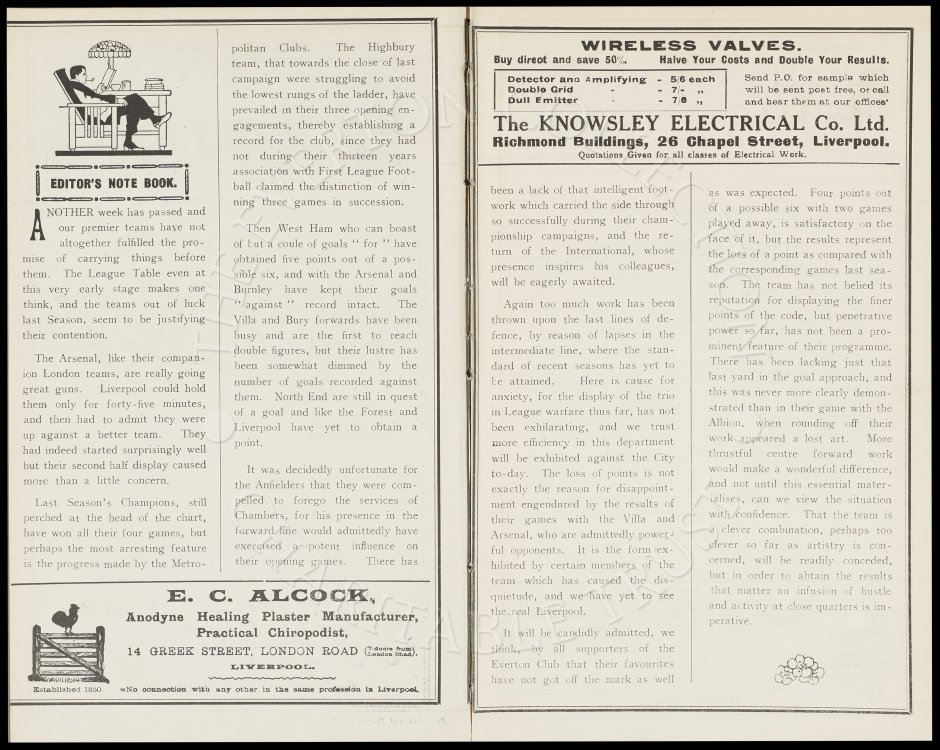 EDITOR'S NOTE BOOK.
ANOTHER week has passed and
our premier teams have not
altogether fulfilled the pro-
mise of carrying things before
them. The League Table even at
this very early stage makes one
think, and the teams out of luck
last Season, seem to be justifying
their contention.
The Arsenal, like their compan-
ion London teams, are really going
great guns. Liverpool could hold
them only for forty-five minutes,
and then had to admit they were
up against a better team. They
had indeed started surprisingly well
but their second half display caused
more than a little concern.
Last Season's Champions, still
perched at the head of the chart,
have won all their four games, but
perhaps the most arresting feature
is the progress made by the Metro-
politan Clubs. The Highbury
team, that towards the close of last
campaign were struggling to avoid
the lowest rungs of the ladder, have
prevailed in their three opening en-
gagements, thereby establishing a
record for the club, since they had
not during their thirteen years
association with First League Foot-
ball claimed the distinction of win-
ning three games in succession.
Then West Ham who can boast
of but a coule of goals "for" have
obtained five points out of a pos-
sible six, and with the Arsenal and
Burnley have kept their goals
"against" record intact. The
Villa and Bury forwards have been
busy and are the first to reach
double figures, but their lustre has
been somewhat dimmed by the
number of goals recorded against
them. North End are still in quest
of a goal and like the Forest and
Liverpool have yet to obtain a
point.
It was decidedly unfortunate for
the Anfielders that they were com-
pelled to forego the services of
Chambers, for his presence in the
forward line would admittedly have
exercised a potent influence on
their opening games. There has
E. C. ALCOCK,
Anodyne Healing Plaster Manufacturer,
Practical Chiropodist,
14 GREEK STREET, LONDON ROAD (7 doors from London Road).
LIVERPOOL.
Established 1850 No connection with any other in the same profession in Liverpool.
WIRELESS VALVES.
Buy direct and save 50%. Halve Your Costs and Double Your Results.
Detector and Amplifying - 5/6 each
Double Grid - - 7/- „
Dull Emitter - - 7/6 „
Send P.O. for sample which
will be sent post free, or call
and hear them at our offices
The KNOWSLEY ELECTRICAL Co. Ltd.
Richmond Buildings, 26 Chapel Street, Liverpool.
Quotations Given for all classes of Electrical Work.
been a lack of that intelligent foot-
work which carried the side through
so successfully during their cham-
pionship campaigns, and the re-
turn of the International, whose
presence inspires his colleagues,
will be eagerly awaited.
Again too much work has been
thrown upon the last lines of de-
fence, by reason of lapses in the
intermediate line, where the stan-
dard of recent seasons has yet to
be attained. Here is cause for
anxiety, for the display of the trio
in League warfare thus far, has not
been exhilarating, and we trust
more efficiency in this department
will be exhibited against the City
to-day. The loss of points is not
exactly the reason for disappoint-
ment engendured by the results of
their games with the Villa and
Arsenal, who are admittedly power-
ful opponents. It is the form ex-
hibited by certain members of the
team which has caused the dis-
quietude, and we have yet to see
the real Liverpool.
It will be candidly admitted, we
think, by all supporters of the
Everton Club that their favourites
have not got off the mark as well
as was expected. Four points out
of a possible six with two games
played away, is satisfactory on the
face of it, but the results represent
the loss of a point as compared with
the corresponding games last sea-
son. The team has not belied its
reputation for displaying the finer
points of the code, but penetrative
power so far, has not been a pro-
minent feature of their programme.
There has been lacking just that
last yard in the goal approach, and
this was never more clearly demon-
strated than in their game with the
Albion, when rounding off their
work appeared a lost art. More
thrustful centre forward work
would make a wonderful difference,
and not until this essential mater-
ialises, can we view the situation
with confidence. That the team is
a clever combination, perhaps too
clever so far as artistry is con-
cerned, will be readily conceded,
but in order to abtain the results
that matter an infusion of hustle
and activity at close quarters is im-
perative.